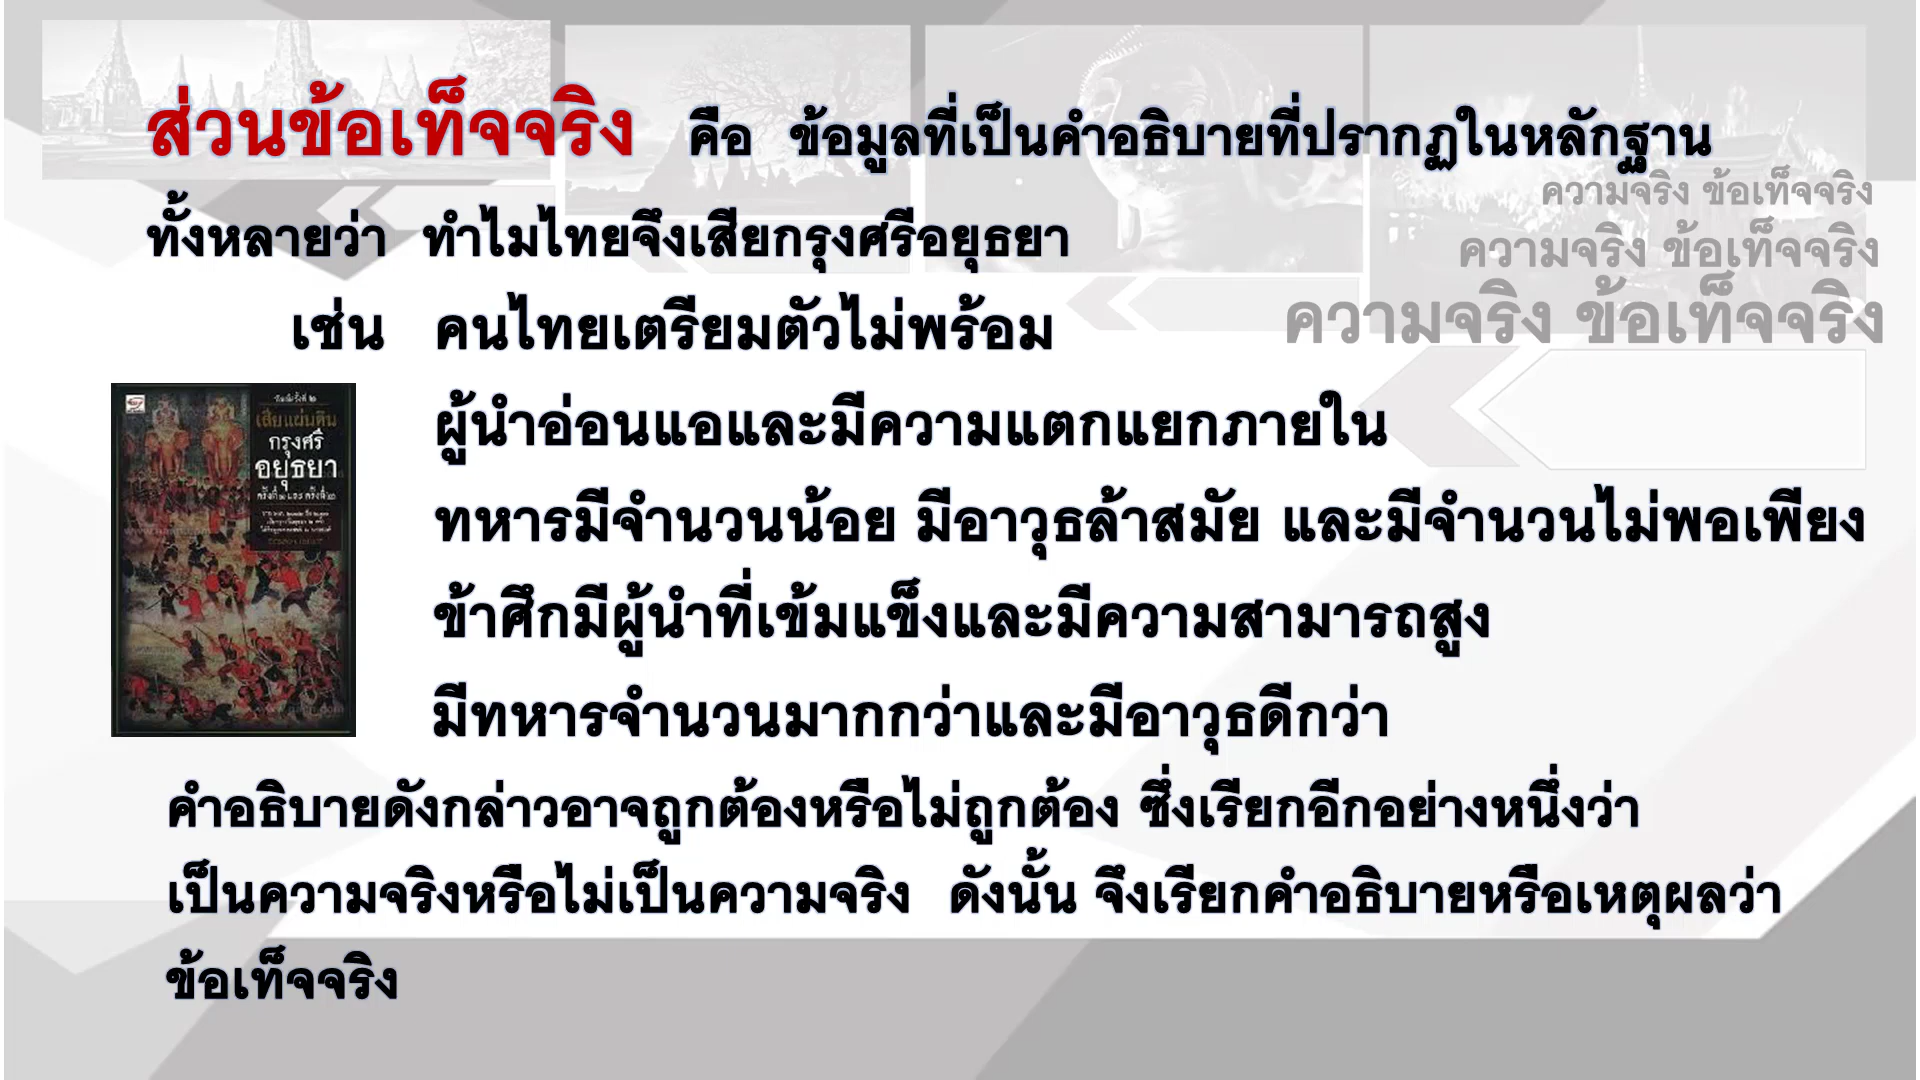 ส่วนข้อเท็จจริง คือ ข้อมูลที่เป็นคำอธิบายที่ปรากฏในหลักฐาน
ความจริง ข้อเท็จจริง
ทั้งหลายว่า ทำไมไทยจึงเสียกรุงศรีอยุธยา
ความจริง ข้อเท็จจริง
เช่น คนไทยเตรียมตัวไม่พร้อม
ความจริง ข้อเท็จจริง
เสียแผ่นดิน
กรุงศรี
อยุธยา
ผู้นำอ่อนแอและมีความแตกแยกภายใน
ทหารมีจำนวนน้อย มีอาวุธล้าสมัย และมีจำนวนไม่พอเพียง
ข้าศึกมีผู้นำที่เข้มแข็งและมีความสามารถสูง
มีทหารจำนวนมากกว่าและมีอาวุธดีกว่า
คำอธิบายดังกล่าวอาจถูกต้องหรือไม่ถูกต้อง ซึ่งเรียกอีกอย่างหนึ่งว่า
เป็นความจริงหรือไม่เป็นความจริง ดังนั้น จึงเรียกคำอธิบายหรือเหตุผลว่า
ข้อเท็จจริง